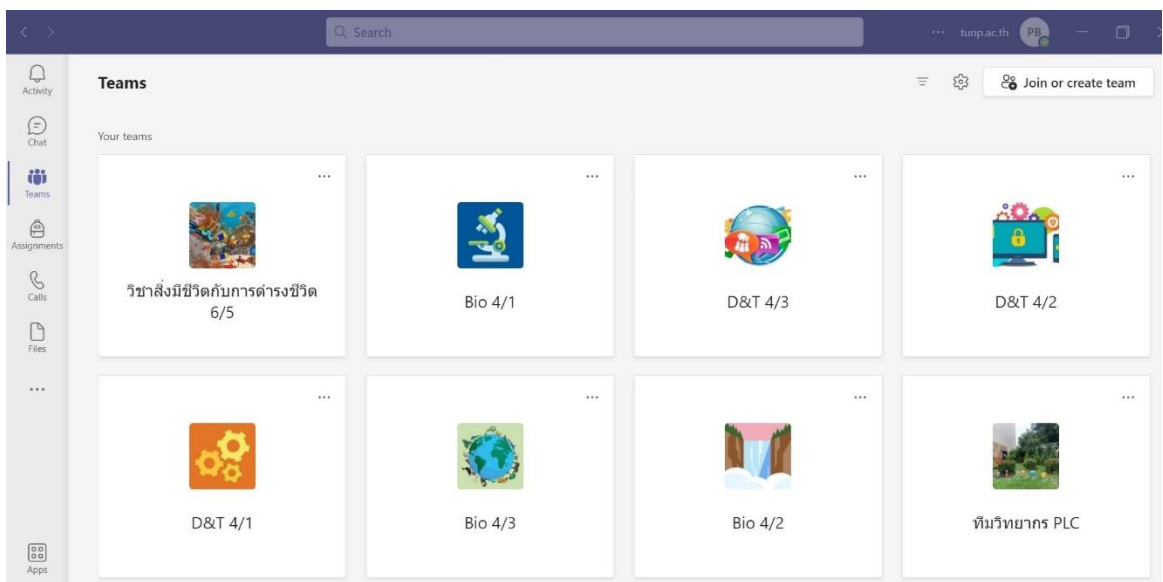 Search
tunp.ac.th
PB
Activity
Chat
Teams
Assignments
Calls
Files
Apps
Teams
Join or create team
Your teams
วิชาสิ่งมีชีวิตกับการดำรงชีวิต
6/5
Bio 4/1
D&T 4/3
D&T 4/2
D&T 4/1
Bio 4/3
Bio 4/2
ทีมวิทยากร PLC